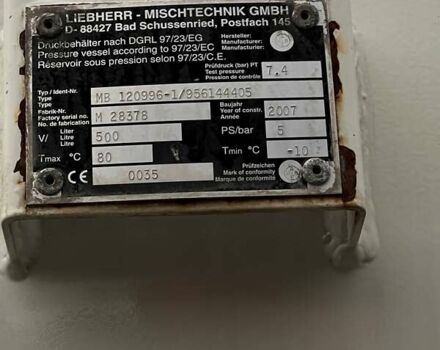 LIEBHERR - MISCHTECHNIK GMBH
D- 88427 Bad Schussenried, Postfach 145
Druckbehälter nach DGRL 97/23/EG
Pressure vessel according to 97/23/EC
Réservoir sous pression selon 97/23/C.E.
Hersteller:
Manufacturer:
Manufacturier:
Prüfdruck (bar) PT
Test pressure
Pression de contrôle
7.4
Typ / Ident-Nr.
Type
Type
MB 120996-1/956144405
Fabrik-Nr.
Factory serial no.
No. de fabrication
M 28378
Baujahr
Year of constr.
Année
2007
V/
Liter
Litre
Litre
500
PS/bar
5
Tmax °C
80
Tmin °C
-10
CE
0035
Prüfzeichen
Mark of conformity
Marque de conformité